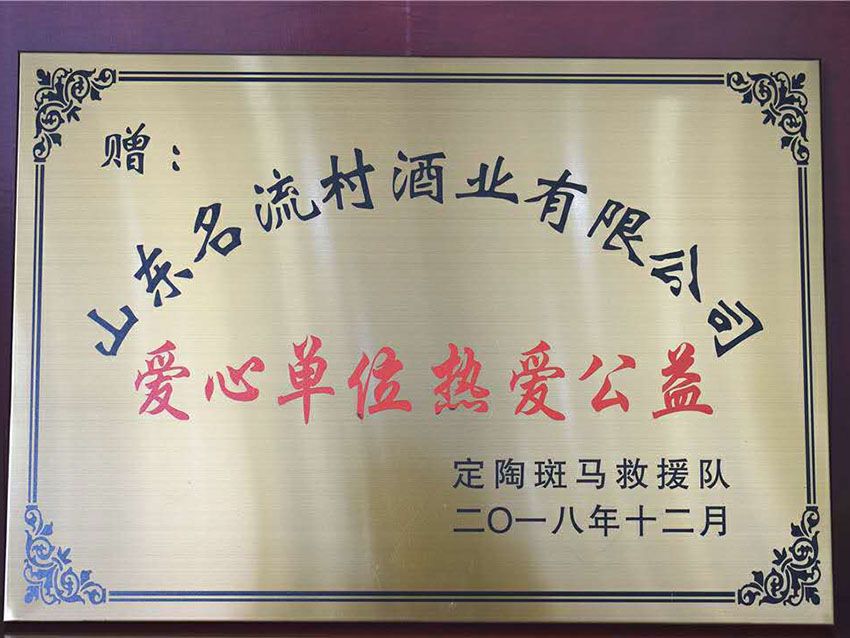 赠：
山东名流村酒业有限公司
爱心单位热爱公益
定陶斑马救援队
二〇一八年十二月